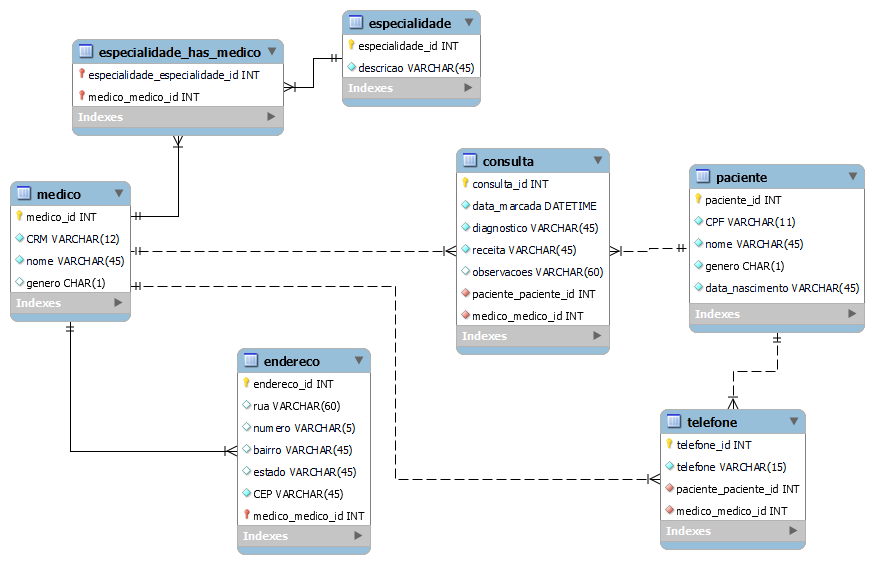 especialidade
especialidade_id INT
descricao VARCHAR(45)
Indexes
especialidade_has_medico
especialidade_especialidade_id INT
medico_medico_id INT
Indexes
medico
medico_id INT
CRM VARCHAR(12)
nome VARCHAR(45)
genero CHAR(1)
Indexes
consulta
consulta_id INT
data_marcada DATETIME
diagnostico VARCHAR(45)
receita VARCHAR(45)
observacoes VARCHAR(60)
paciente_paciente_id INT
medico_medico_id INT
Indexes
paciente
paciente_id INT
CPF VARCHAR(11)
nome VARCHAR(45)
genero CHAR(1)
data_nascimento VARCHAR(45)
Indexes
endereco
endereco_id INT
rua VARCHAR(60)
numero VARCHAR(5)
bairro VARCHAR(45)
estado VARCHAR(45)
CEP VARCHAR(45)
medico_medico_id INT
Indexes
telefone
telefone_id INT
telefone VARCHAR(15)
paciente_paciente_id INT
medico_medico_id INT
Indexes